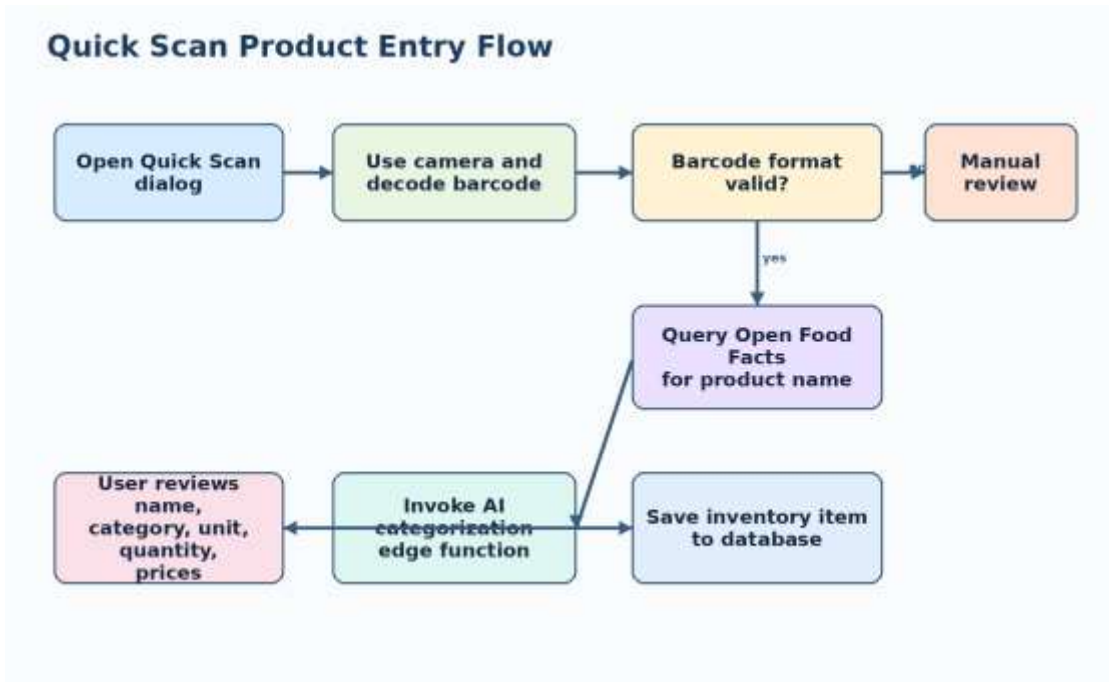 Quick Scan Product Entry Flow
Open Quick Scan
dialog
Use camera and
decode barcode
Barcode format
valid?
Manual
review
yes
Query Open Food
Facts
for product name
User reviews
name,
category, unit,
quantity,
prices
Invoke AI
categorization
edge function
Save inventory item
to database